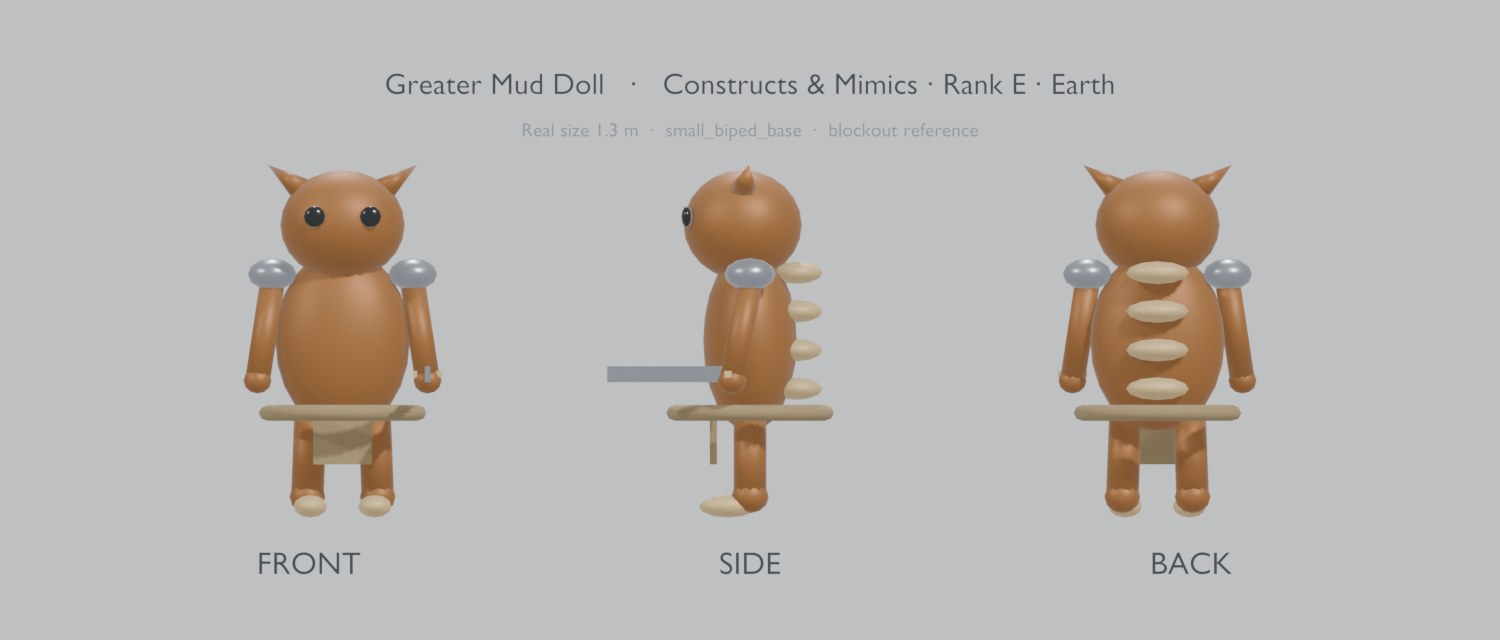 Greater Mud Doll · Constructs & Mimics · Rank E · Earth
Real size 1.3 m · small_biped_base · blockout reference
FRONT SIDE BACK